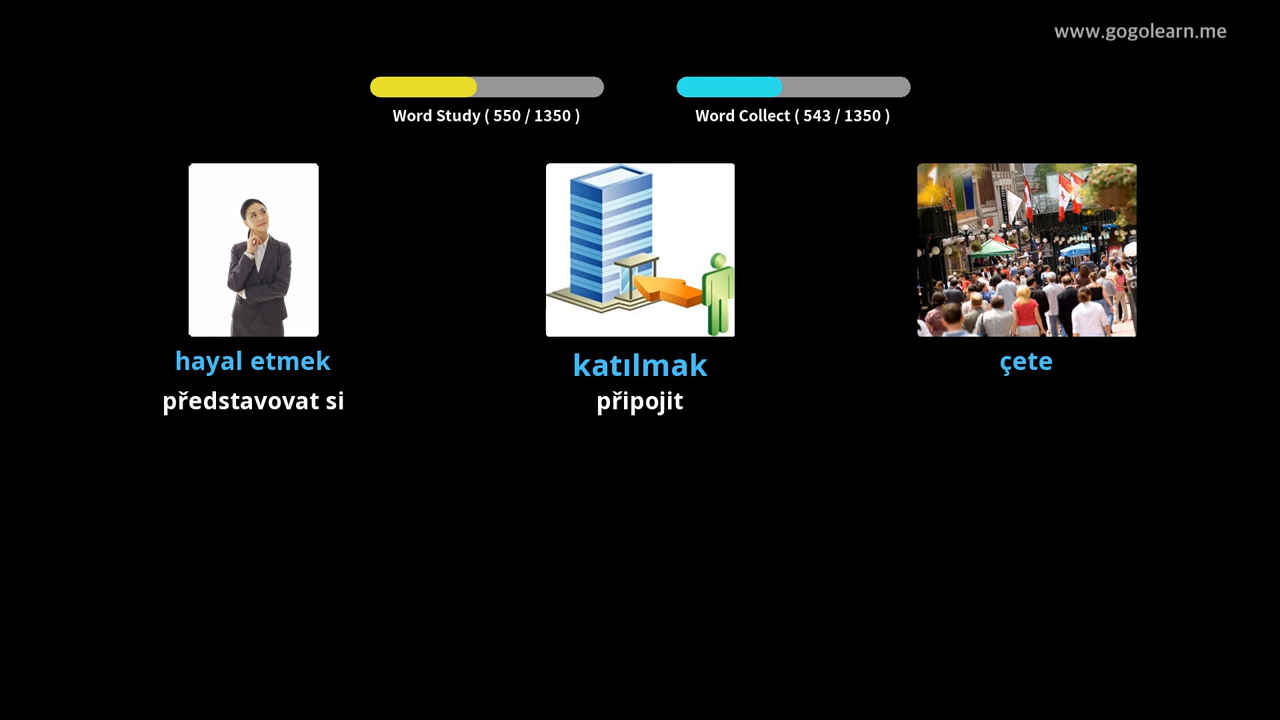 www.gogolearn.me
Word Study ( 550 / 1350 )
Word Collect ( 543 / 1350 )
hayal etmek
představovat si
katılmak
připojit
çete